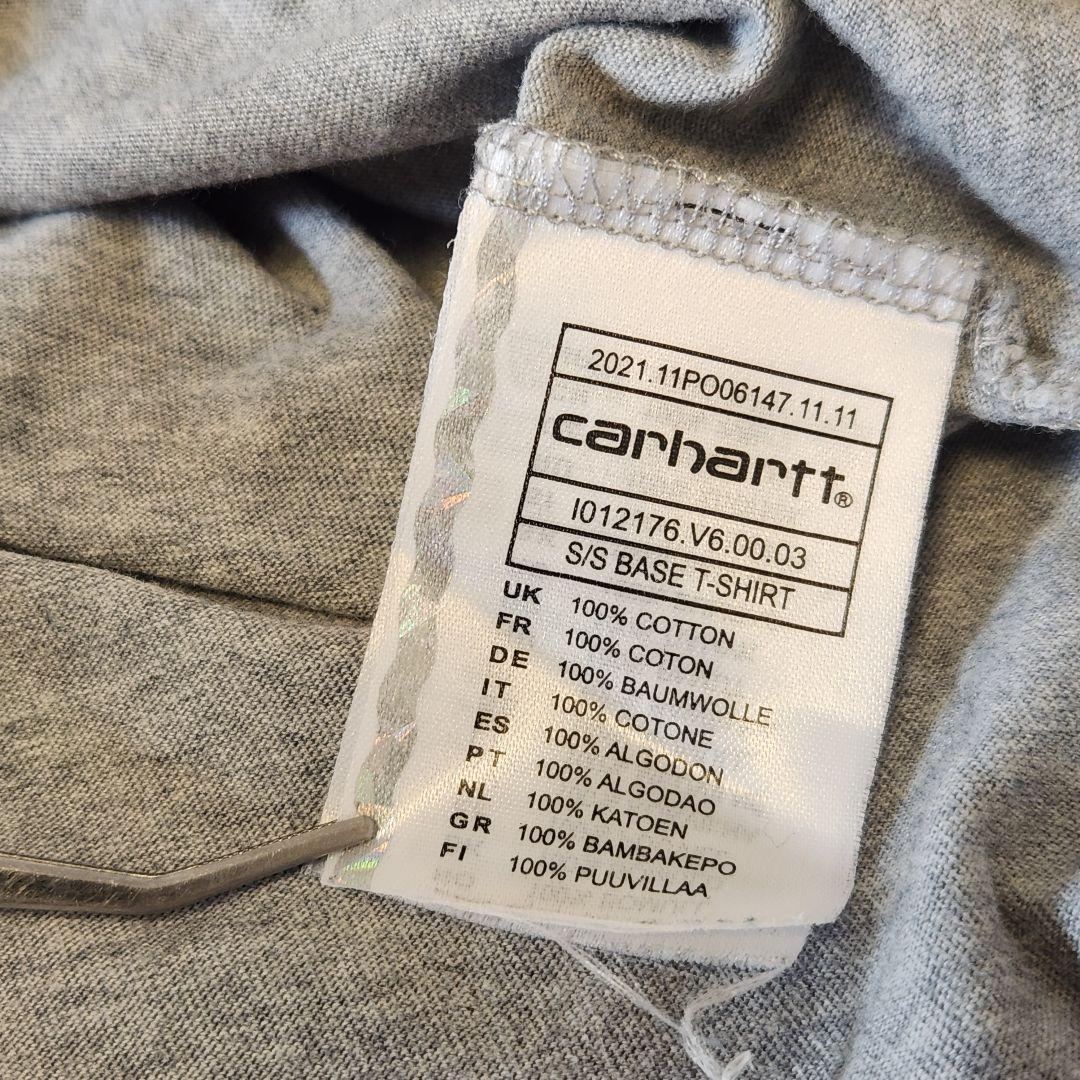 2021.11PO06147.11.11
carhartt®
I012176.V6.00.03
S/S BASE T-SHIRT
UK 100% COTTON
FR 100% COTON
DE 100% BAUMWOLLE
IT 100% COTONE
ES 100% ALGODON
PT 100% ALGODAO
NL 100% KATOEN
GR 100% BAMBAKEPO
FI 100% PUUVILLAA